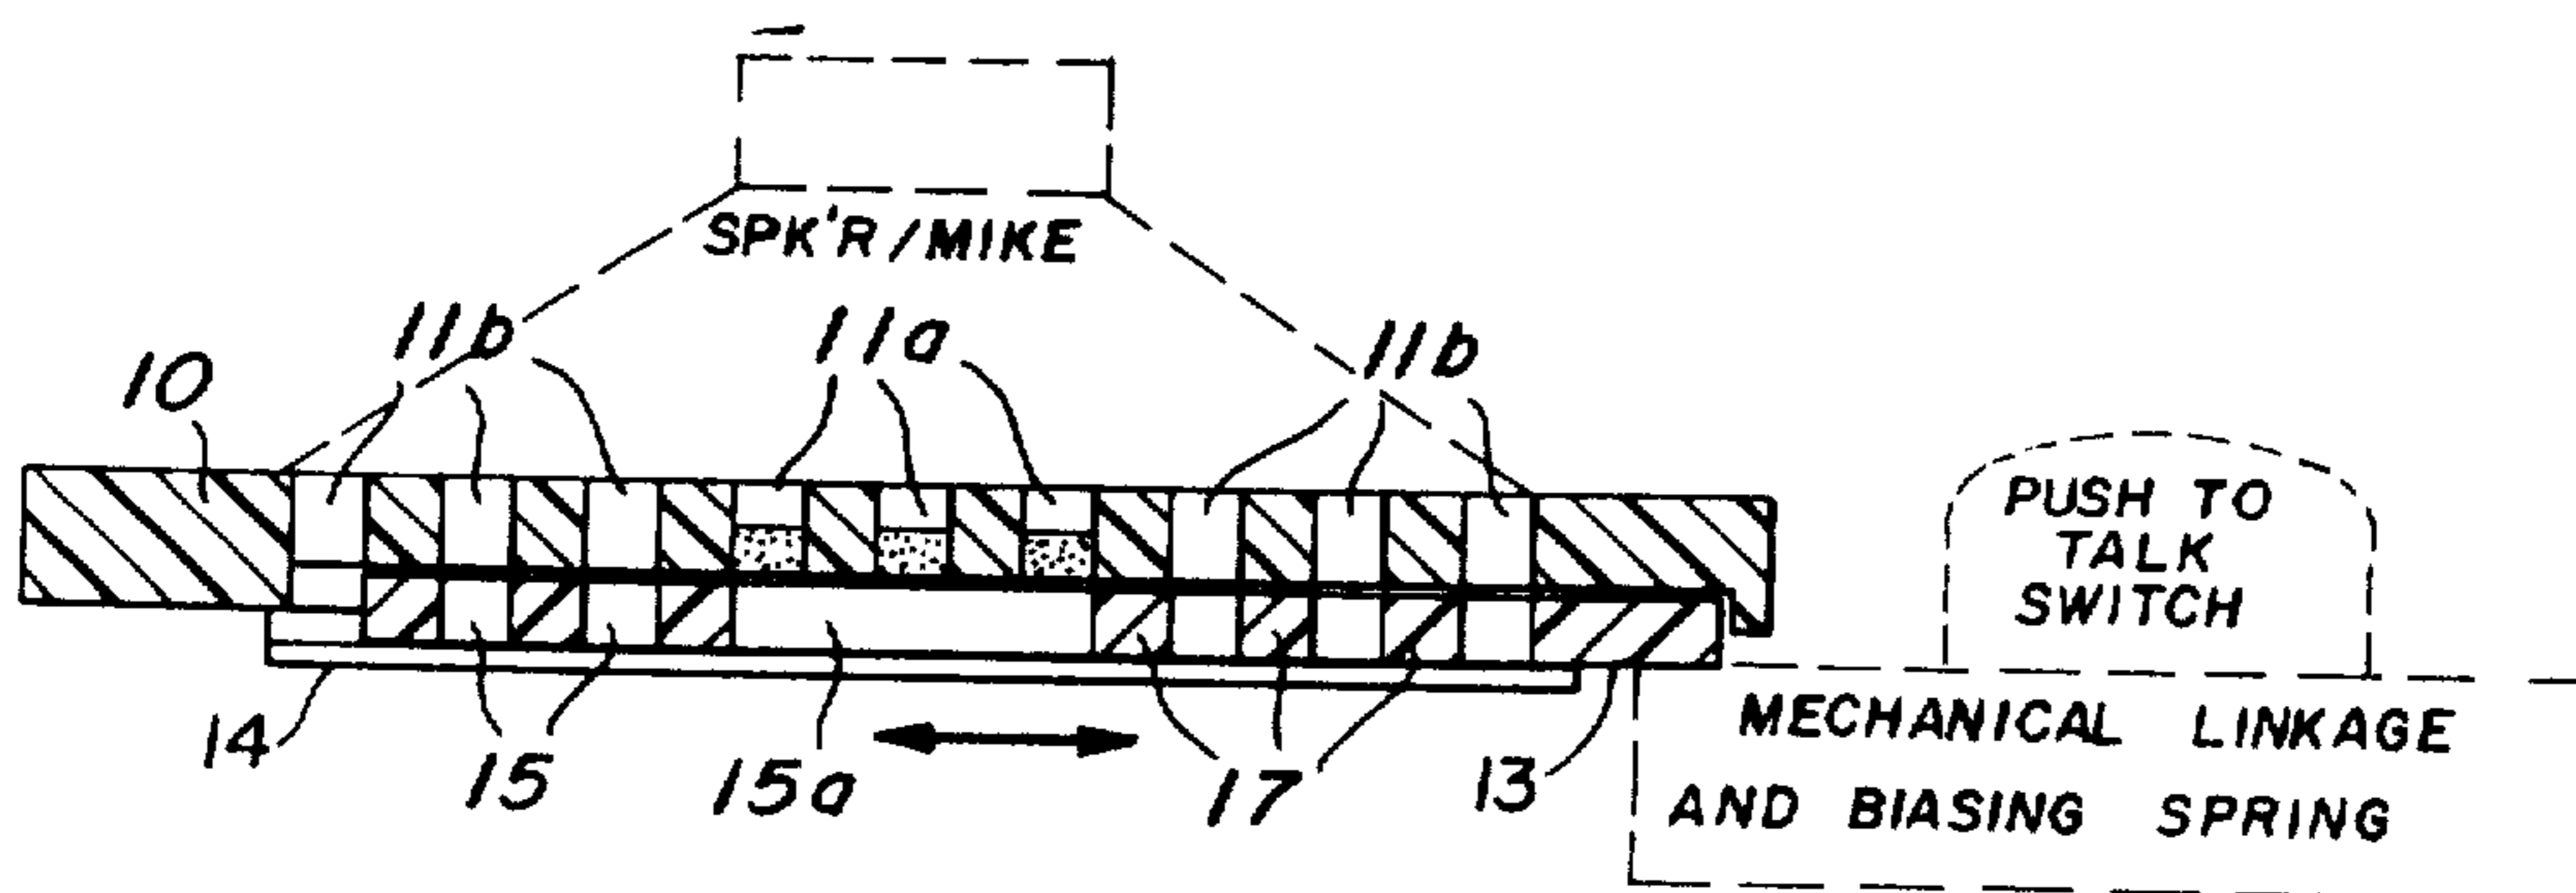 SPK'R/MIKE
11b
11a
11b
10
PUSH TO
TALK
SWITCH
14
15
15a
17
13
MECHANICAL LINKAGE
AND BIASING SPRING